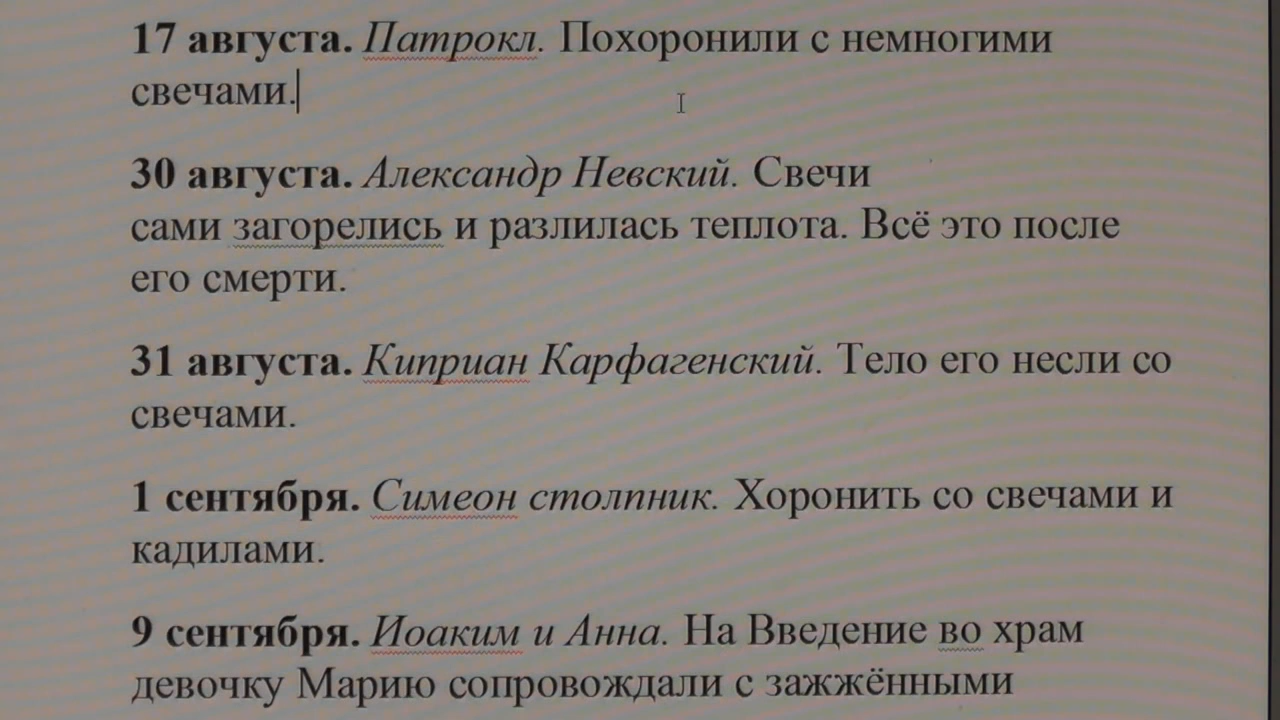 17 августа. Патрокл. Похоронили с немногими
свечами.
30 августа. Александр Невский. Свечи
сами загорелись и разлилась теплота. Всё это после
его смерти.
31 августа. Киприан Карфагенский. Тело его несли со
свечами.
1 сентября. Симеон столпник. Хоронить со свечами и
кадилами.
9 сентября. Иоаким и Анна. На Введение во храм
девочку Марию сопровождали с зажжёнными